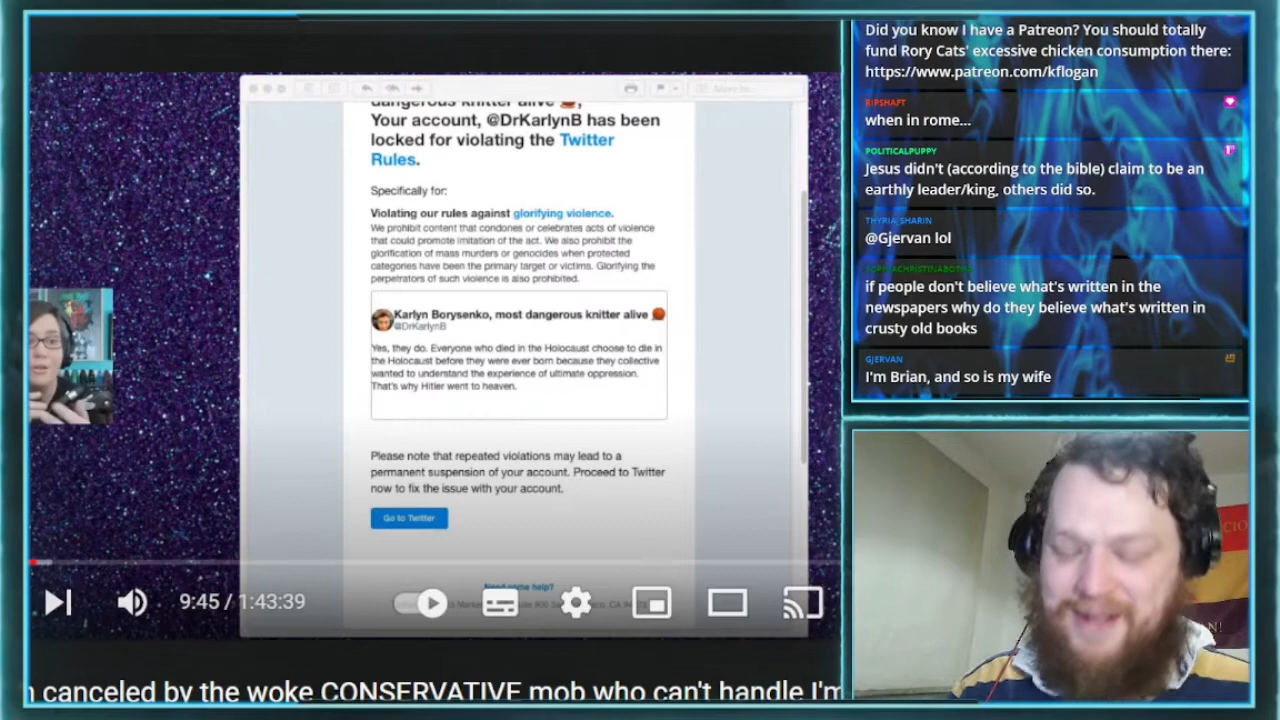 dangerous knitter alive
Your account, @DrKarlynB has been
locked for violating the Twitter
Rules.
Specifically for:
Violating our rules against glorifying violence.
We prohibit content that condones or celebrates acts of violence
that could promote imitation of the act. We also prohibit the
glorification of mass murders or genocides when protected
categories have been the primary target or victims. Glorifying the
perpetrators of such violence is also prohibited.
Karlyn Borysenko, most dangerous knitter alive
@DrKarlynB
Yes, they do. Everyone who died in the Holocaust choose to die in
the Holocaust before they were ever born because they collective
wanted to understand the experience of ultimate oppression.
That's why Hitler went to heaven.
Please note that repeated violations may lead to a
permanent suspension of your account. Proceed to Twitter
now to fix the issue with your account.
Go to Twitter
Need some help?
9:45 / 1:43:39
canceled by the woke CONSERVATIVE mob who can't handle I'm
Did you know I have a Patreon? You should totally
fund Rory Cats' excessive chicken consumption there:
https://www.patreon.com/kflogan
RIPSHAFT
when in rome...
POLITICALPUPPY
Jesus didn't (according to the bible) claim to be an
earthly leader/king, others did so.
THYRIA_SHARIN
@Gjervan lol
if people don't believe what's written in the
newspapers why do they believe what's written in
crusty old books
GJERVAN
I'm Brian, and so is my wife